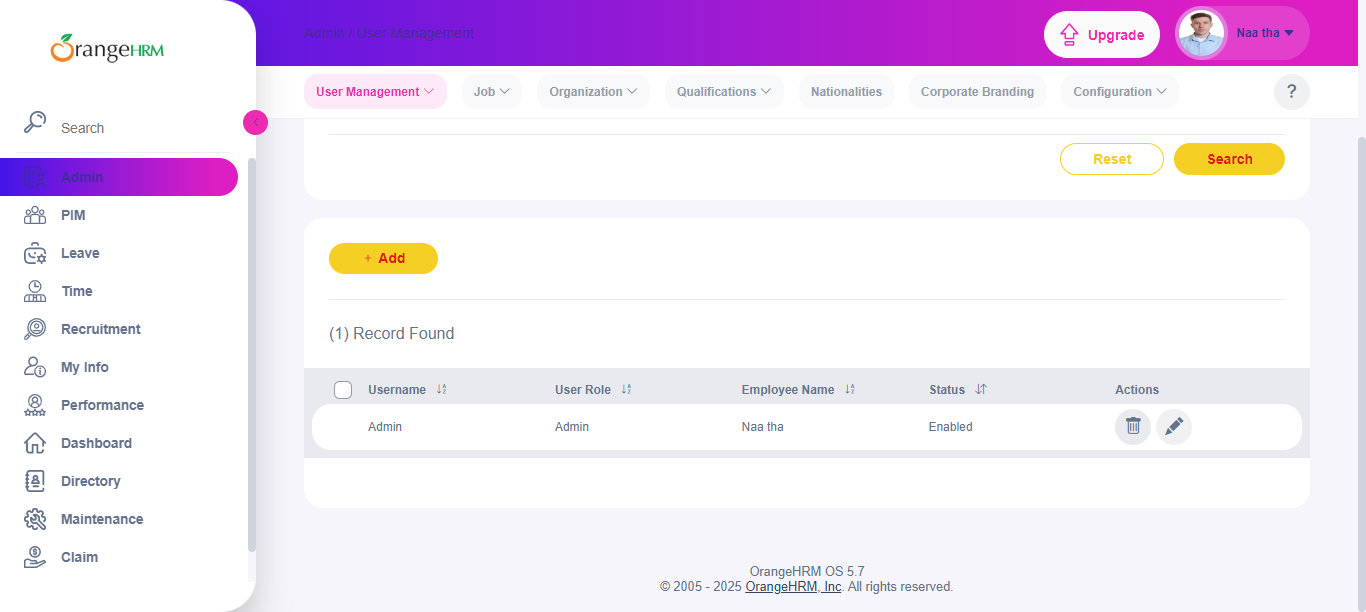 OrangeHRM
Admin / User Management
Upgrade
Naa tha
User Management
Job
Organization
Qualifications
Nationalities
Corporate Branding
Configuration
?
Search
Admin
PIM
Leave
Time
Recruitment
My Info
Performance
Dashboard
Directory
Maintenance
Claim
Reset
Search
+ Add
(1) Record Found
Username User Role Employee Name Status Actions
Admin Admin Naa tha Enabled
OrangeHRM OS 5.7
© 2005 - 2025 OrangeHRM, Inc. All rights reserved.